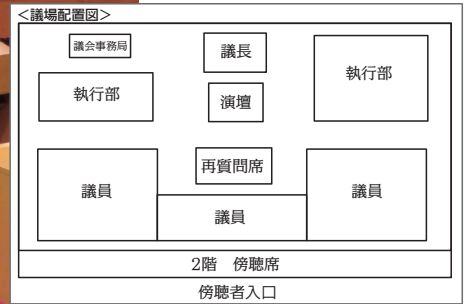 <議場配置図>
議会事務局
議長
執行部
執行部
演壇
再質問席
議員
議員
議員
2階 傍聴席
傍聴者入口